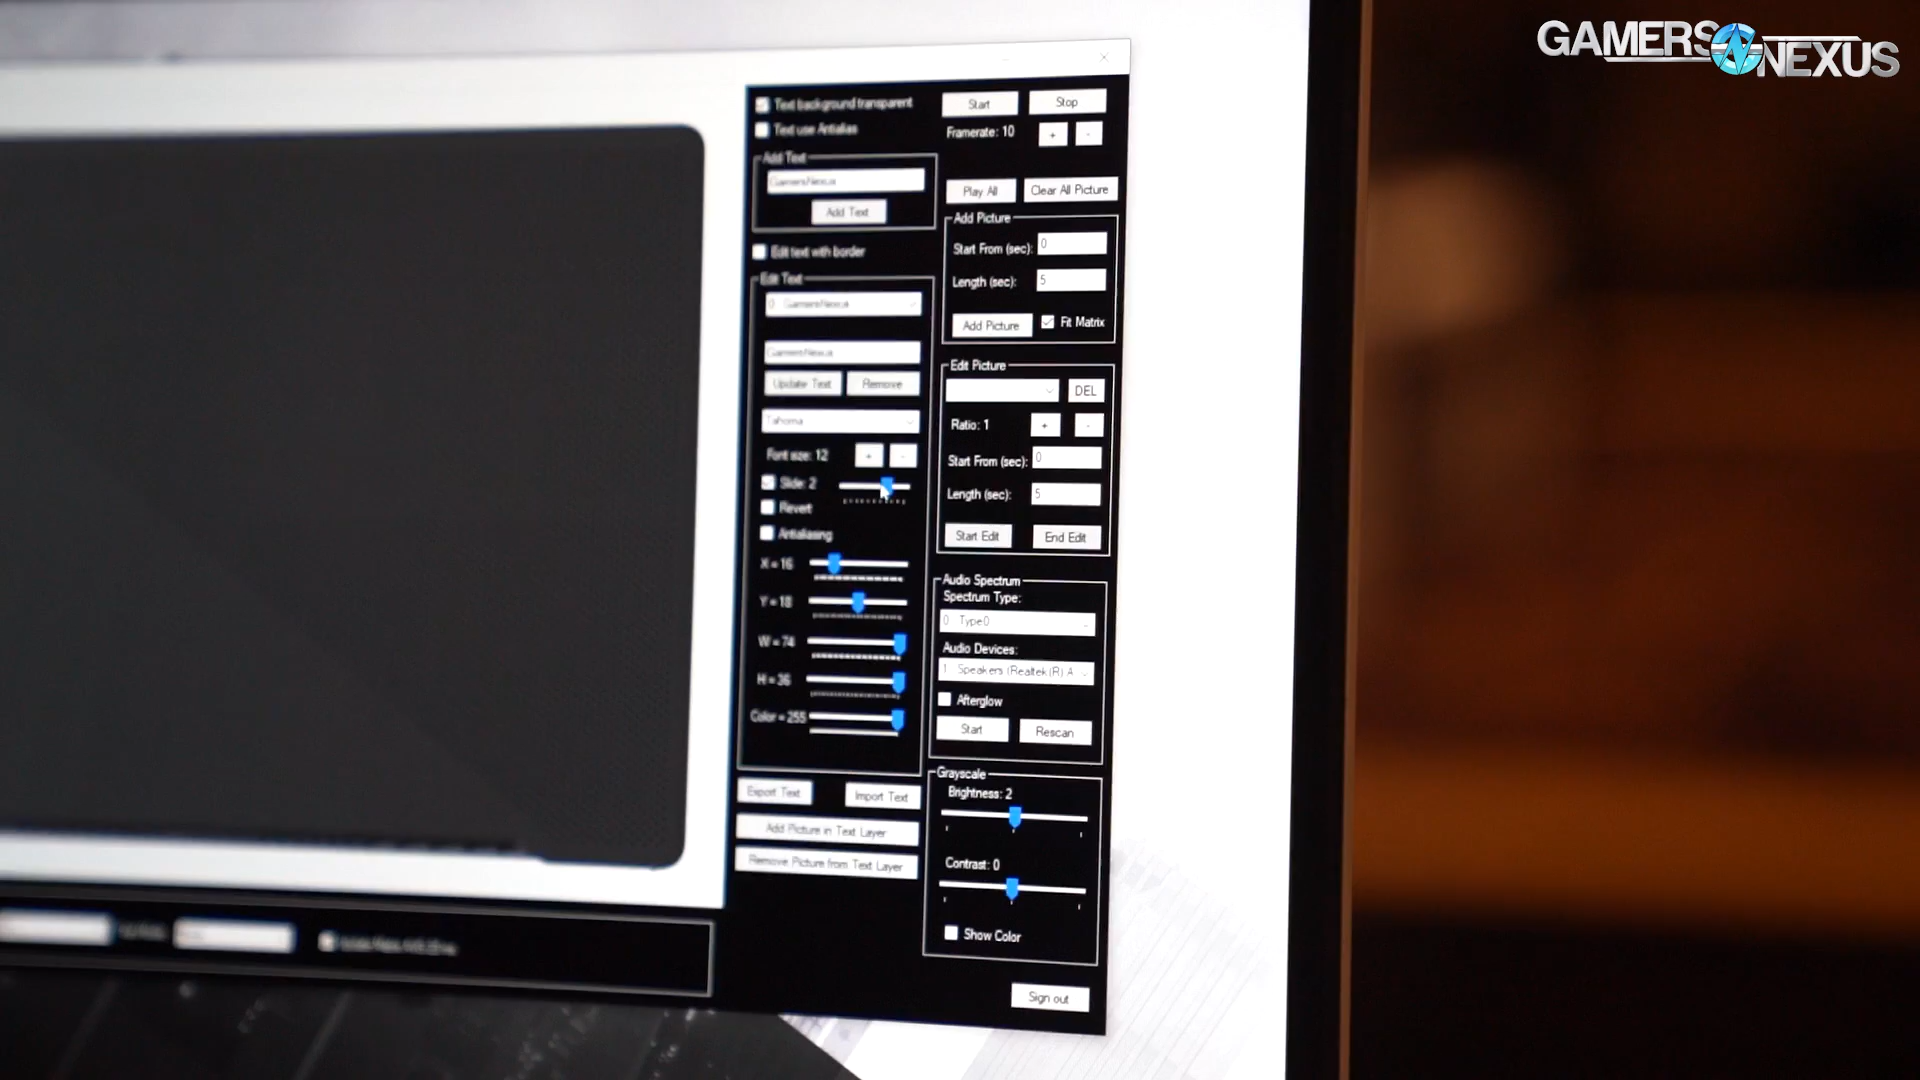 GAMERS NEXUS
Text background transparent
Text use Antialias
Add Text
GamersNexus
Add Text
Edit text with border
Edit Text
0 GamersNexus
GamersNexus
Update Text Remove
Tahoma
Font size: 12 + -
Slide: 2
Revert
Antialiasing
X = 16
Y = 18
W = 74
H = 36
Color = 255
Export Text Import Text
Add Picture in Text Layer
Remove Picture from Text Layer
Start Stop
Framerate: 10 + -
Play All Clear All Picture
Add Picture
Start From (sec): 0
Length (sec): 5
Add Picture Fit Matrix
Edit Picture
DEL
Ratio: 1 + -
Start From (sec): 0
Length (sec): 5
Start Edit End Edit
Audio Spectrum
Spectrum Type:
0 Type0
Audio Devices:
1 Speakers (Realtek(R) A
Afterglow
Start Rescan
Grayscale
Brightness: 2
Contrast: 0
Show Color
Sign out